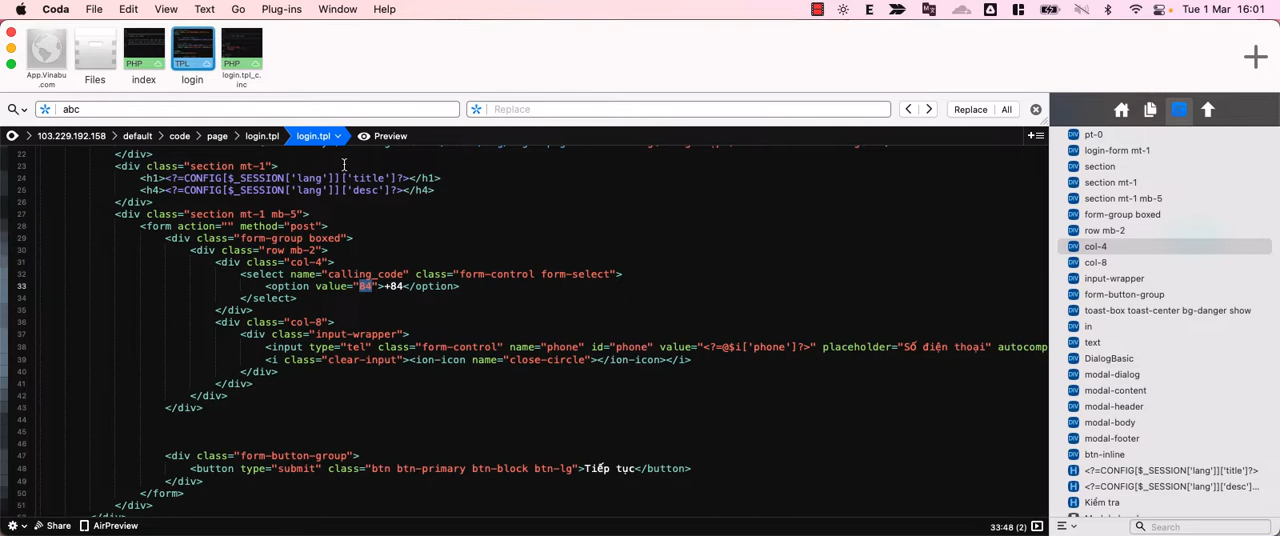 Coda File Edit View Text Go Plug-ins Window Help Tue 1 Mar 16:01
App.Vinabu.com
Files
PHP
index
TPL
login
PHP
login.tpl_c.inc
abc
Replace
Replace All
103.229.192.158 default code page login.tpl login.tpl Preview
22 </div>
23 <div class="section mt-1">
24 <h1><?=CONFIG[$_SESSION['lang']]['title']?></h1>
25 <h4><?=CONFIG[$_SESSION['lang']]['desc']?></h4>
26 </div>
27 <div class="section mt-1 mb-5">
28 <form action="" method="post">
29 <div class="form-group boxed">
30 <div class="row mb-2">
31 <div class="col-4">
32 <select name="calling_code" class="form-control form-select">
33 <option value="84">+84</option>
34 </select>
35 </div>
36 <div class="col-8">
37 <div class="input-wrapper">
38 <input type="tel" class="form-control" name="phone" id="phone" value="<?=@$i['phone']?>" placeholder="Số điện thoại" autocomp
39 <i class="clear-input"><ion-icon name="close-circle"></ion-icon></i>
40 </div>
41 </div>
42 </div>
43 </div>
44
45
46
47 <div class="form-button-group">
48 <button type="submit" class="btn btn-primary btn-block btn-lg">Tiếp tục</button>
49 </div>
50 </form>
51 </div>
Share AirPreview 33:48 (2)
pt-0
login-form mt-1
section
section mt-1
section mt-1 mb-5
form-group boxed
row mb-2
col-4
col-8
input-wrapper
form-button-group
toast-box toast-center bg-danger show
in
text
DialogBasic
modal-dialog
modal-content
modal-header
modal-body
modal-footer
btn-inline
<?=CONFIG[$_SESSION['lang']]['title']?>
<?=CONFIG[$_SESSION['lang']]['desc']...
Kiểm tra
Search